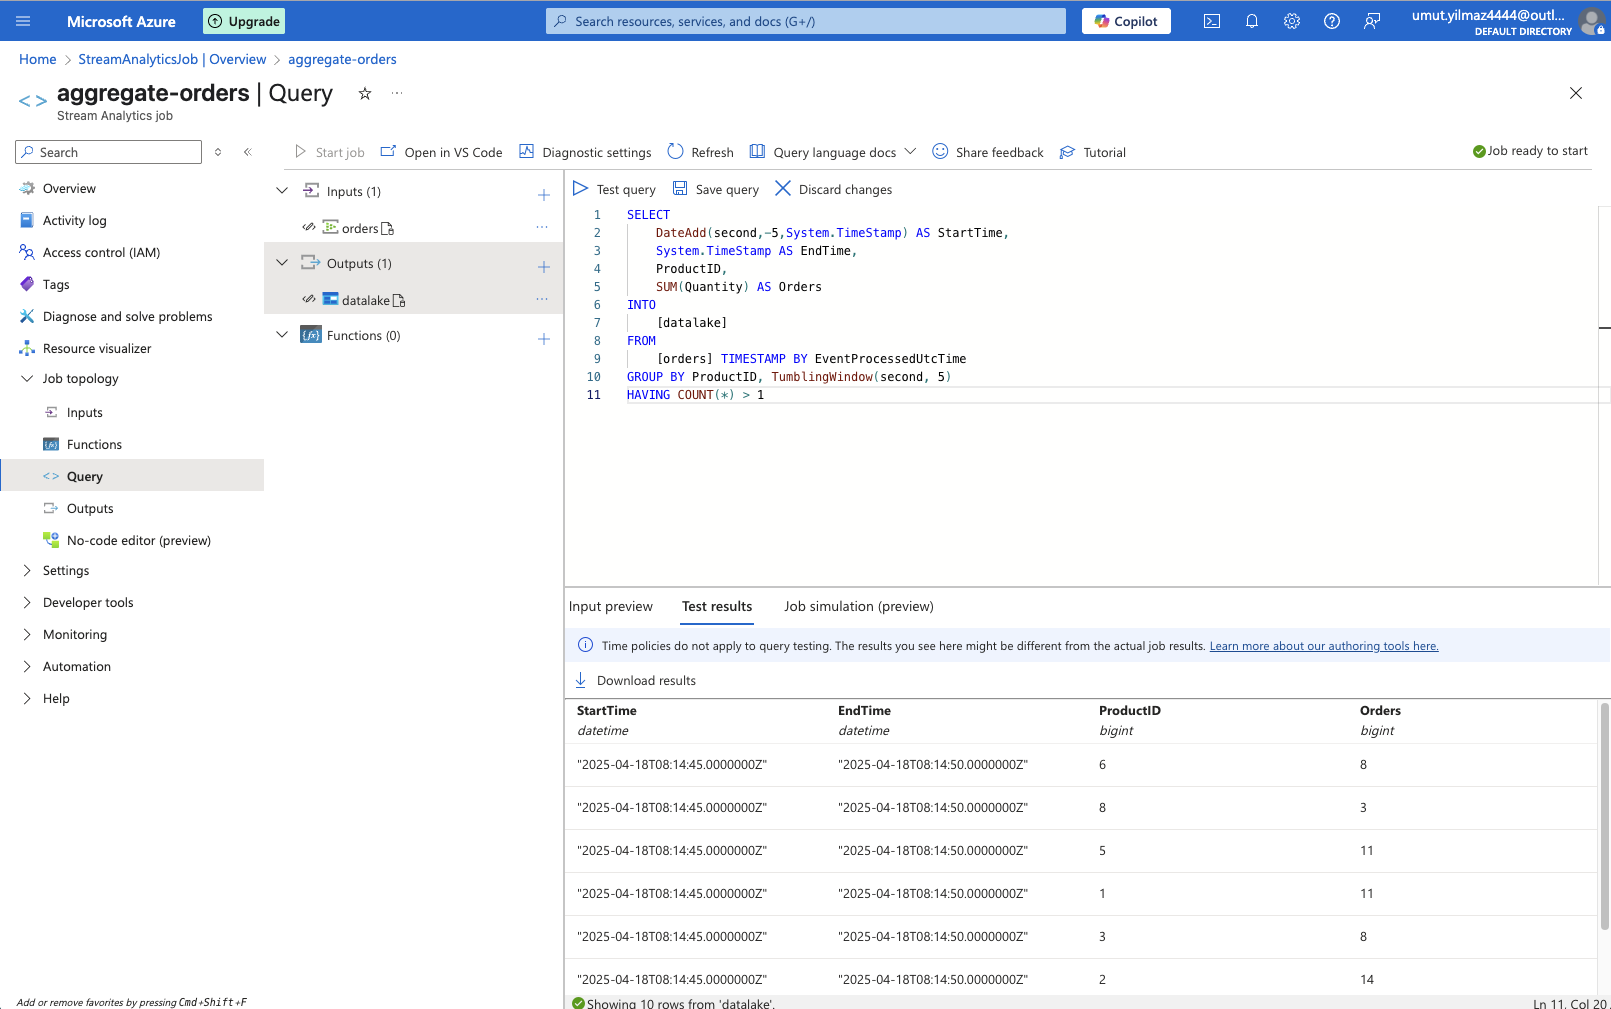 Microsoft Azure
Upgrade
Search resources, services, and docs (G+/)
Copilot
umut.yilmaz4444@outl...
DEFAULT DIRECTORY
Home > StreamAnalyticsJob | Overview > aggregate-orders
aggregate-orders | Query
Stream Analytics job
Search
Start job
Open in VS Code
Diagnostic settings
Refresh
Query language docs
Share feedback
Tutorial
Job ready to start
Overview
Activity log
Access control (IAM)
Tags
Diagnose and solve problems
Resource visualizer
Job topology
Inputs
Functions
Query
Outputs
No-code editor (preview)
Settings
Developer tools
Monitoring
Automation
Help
Add or remove favorites by pressing Cmd+Shift+F
Inputs (1)
orders
Outputs (1)
datalake
Functions (0)
Test query
Save query
Discard changes
1 SELECT
2 DateAdd(second,-5,System.TimeStamp) AS StartTime,
3 System.TimeStamp AS EndTime,
4 ProductID,
5 SUM(Quantity) AS Orders
6 INTO
7 [datalake]
8 FROM
9 [orders] TIMESTAMP BY EventProcessedUtcTime
10 GROUP BY ProductID, TumblingWindow(second, 5)
11 HAVING COUNT(*) > 1
Input preview
Test results
Job simulation (preview)
Time policies do not apply to query testing. The results you see here might be different from the actual job results. Learn more about our authoring tools here.
Download results
StartTime EndTime ProductID Orders
datetime datetime bigint bigint
"2025-04-18T08:14:45.0000000Z" "2025-04-18T08:14:50.0000000Z" 6 8
"2025-04-18T08:14:45.0000000Z" "2025-04-18T08:14:50.0000000Z" 8 3
"2025-04-18T08:14:45.0000000Z" "2025-04-18T08:14:50.0000000Z" 5 11
"2025-04-18T08:14:45.0000000Z" "2025-04-18T08:14:50.0000000Z" 1 11
"2025-04-18T08:14:45.0000000Z" "2025-04-18T08:14:50.0000000Z" 3 8
"2025-04-18T08:14:45.0000000Z" "2025-04-18T08:14:50.0000000Z" 2 14
Showing 10 rows from 'datalake'.
Ln 11, Col 20